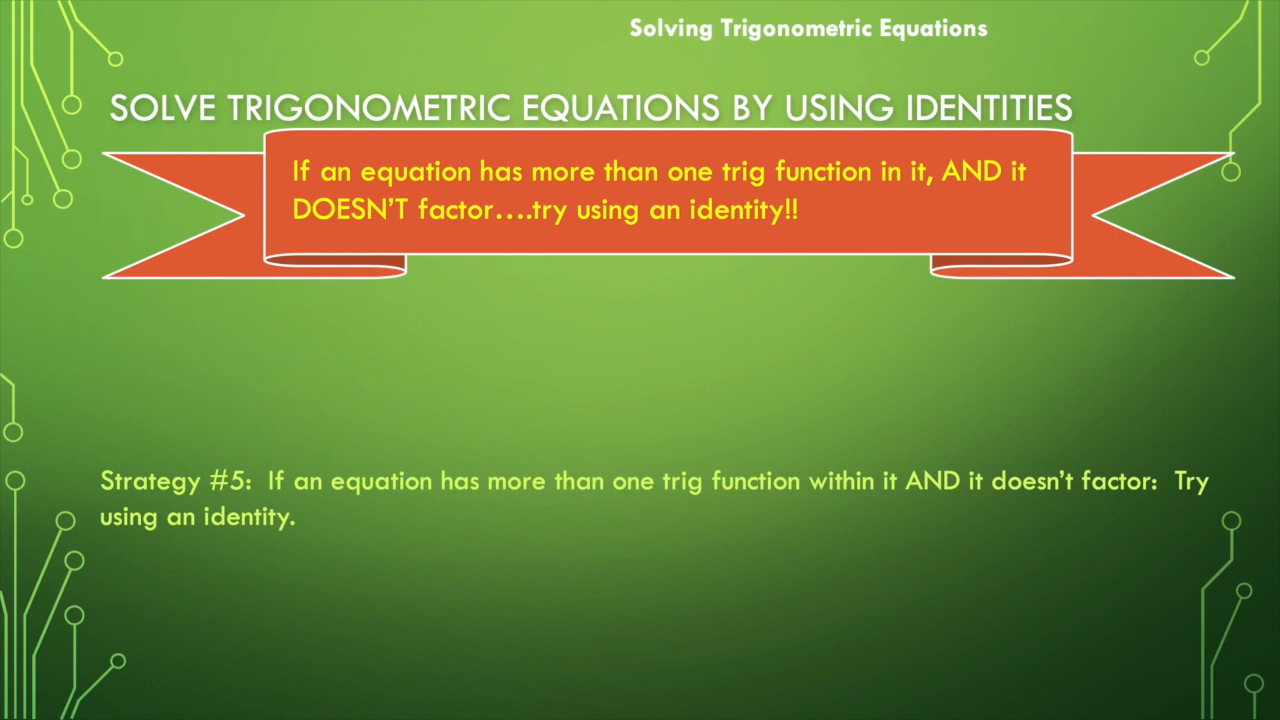 Solving Trigonometric Equations
SOLVE TRIGONOMETRIC EQUATIONS BY USING IDENTITIES
If an equation has more than one trig function in it, AND it
DOESN’T factor….try using an identity!!
Strategy #5:  If an equation has more than one trig function within it AND it doesn’t factor:  Try
using an identity.